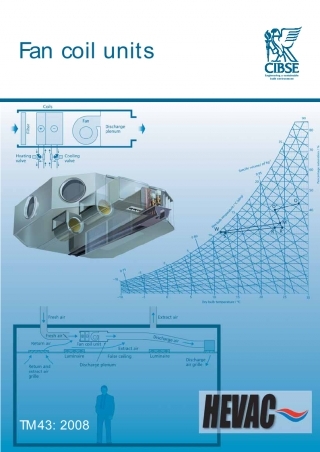 Fan coil units
CIBSE
Coils
Fan
Filter
Discharge
plenum
Heating
valve
Cooling
valve
Fresh air
Extract air
Fresh air
Return air
Fan coil unit
Discharge air
Extract air
Luminaire
False ceiling
Luminaire
Discharge plenum
Discharge
air grille
Return and
extract air
grille
HEVAC
TM43: 2008